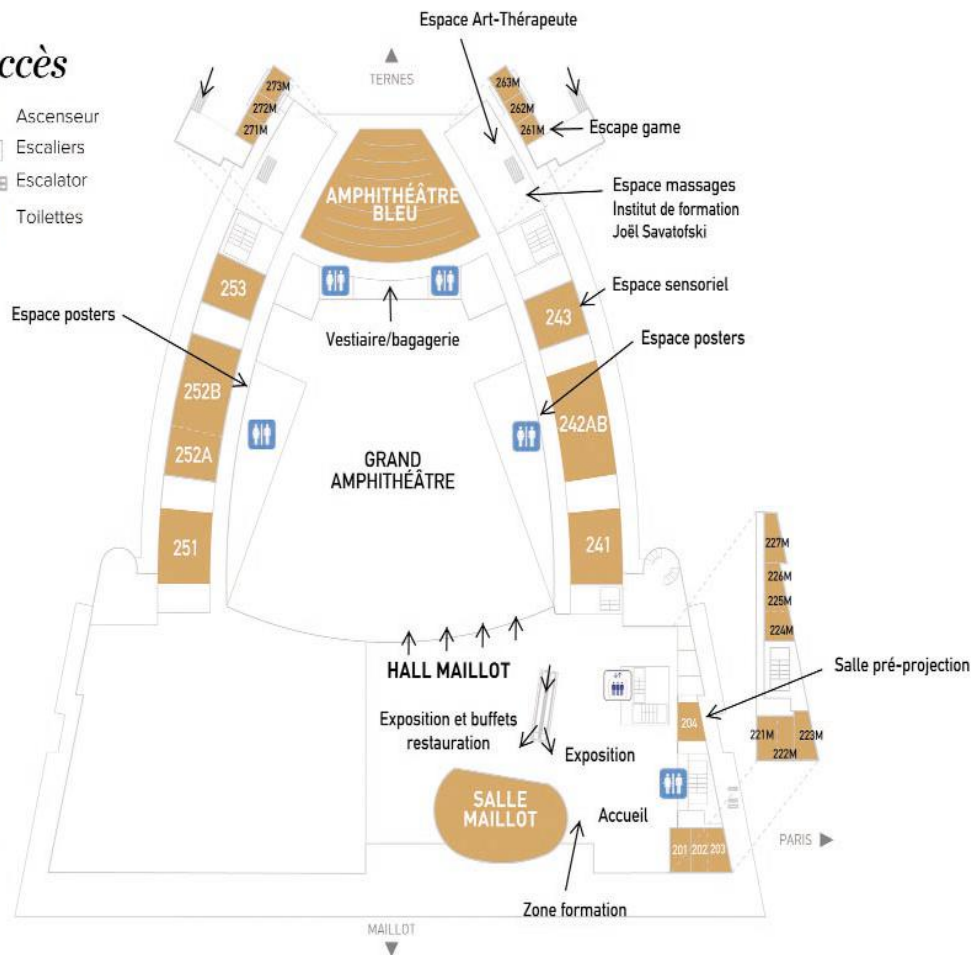 Espace Art-Thérapeute
ccès
TERNES
Ascenseur
Escaliers
Escalator
Toilettes
273M
272M
271M
263M
262M
261M
Escape game
AMPHITHÉÂTRE
BLEU
Espace massages
Institut de formation
Joël Savatofski
253
243
Espace sensoriel
Espace posters
Vestiaire/bagagerie
Espace posters
252B
252A
242AB
GRAND
AMPHITHÉÂTRE
251
241
227M
226M
225M
224M
HALL MAILLOT
Salle pré-projection
204
221M
223M
222M
Exposition et buffets
restauration
Exposition
SALLE
MAILLOT
Accueil
201
202
203
PARIS
Zone formation
MAILLOT